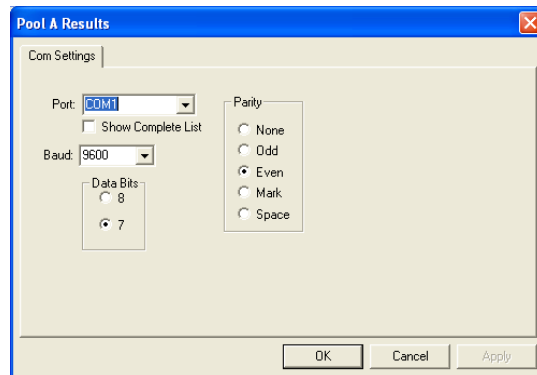 Pool A Results
Com Settings
Port: COM1
Show Complete List
Baud: 9600
Data Bits
8
7
Parity
None
Odd
Even
Mark
Space
OK Cancel Apply